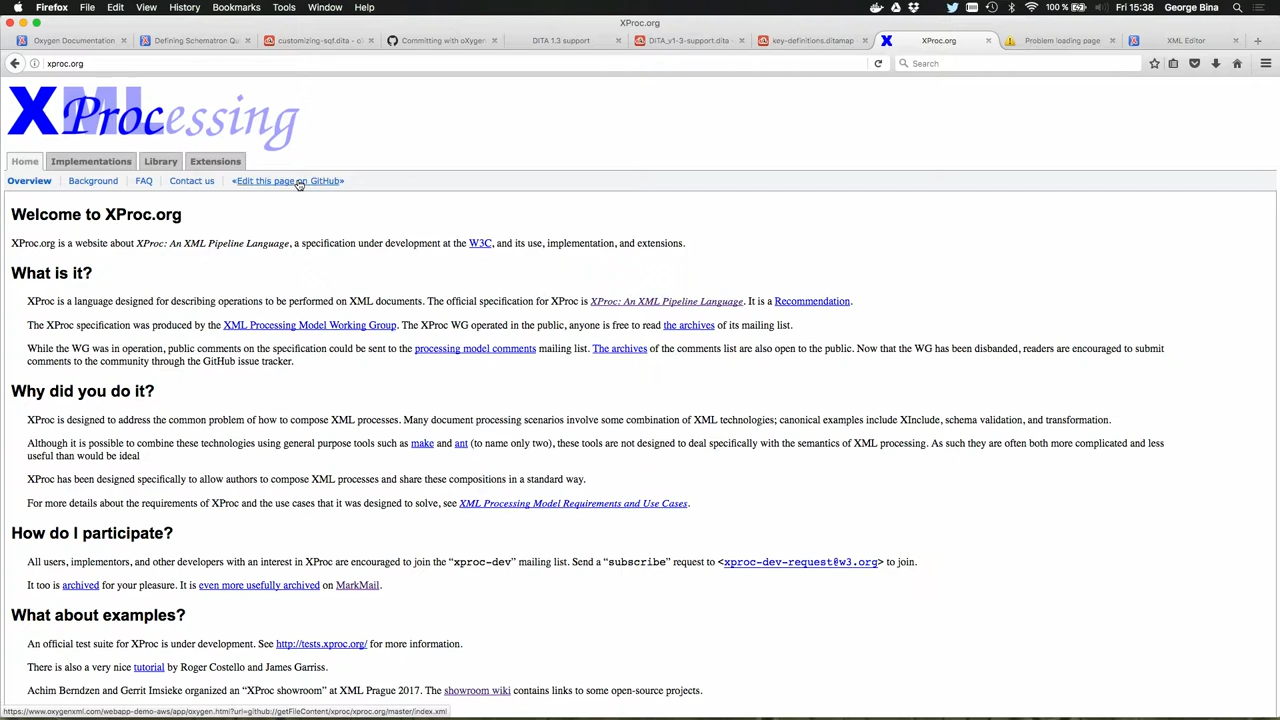 Firefox File Edit View History Bookmarks Tools Window Help 100 % Fri 15:38 George Bina
XProc.org
Oxygen Documentation Defining Schematron Qu customizing-sqf.dita - o Committing with oXygen DITA 1.3 support DITA_v1-3-support.dita key-definitions.ditamap XProc.org Problem loading page XML Editor
xproc.org Search
XMLProcessing
Home Implementations Library Extensions
Overview Background FAQ Contact us «Edit this page on GitHub»
Welcome to XProc.org
XProc.org is a website about XProc: An XML Pipeline Language, a specification under development at the W3C, and its use, implementation, and extensions.
What is it?
XProc is a language designed for describing operations to be performed on XML documents. The official specification for XProc is XProc: An XML Pipeline Language. It is a Recommendation.
The XProc specification was produced by the XML Processing Model Working Group. The XProc WG operated in the public, anyone is free to read the archives of its mailing list.
While the WG was in operation, public comments on the specification could be sent to the processing model comments mailing list. The archives of the comments list are also open to the public. Now that the WG has been disbanded, readers are encouraged to submit
comments to the community through the GitHub issue tracker.
Why did you do it?
XProc is designed to address the common problem of how to compose XML processes. Many document processing scenarios involve some combination of XML technologies; canonical examples include XInclude, schema validation, and transformation.
Although it is possible to combine these technologies using general purpose tools such as make and ant (to name only two), these tools are not designed to deal specifically with the semantics of XML processing. As such they are often both more complicated and less
useful than would be ideal
XProc has been designed specifically to allow authors to compose XML processes and share these compositions in a standard way.
For more details about the requirements of XProc and the use cases that it was designed to solve, see XML Processing Model Requirements and Use Cases.
How do I participate?
All users, implementors, and other developers with an interest in XProc are encouraged to join the “xproc-dev” mailing list. Send a “subscribe” request to <xproc-dev-request@w3.org> to join.
It too is archived for your pleasure. It is even more usefully archived on MarkMail.
What about examples?
An official test suite for XProc is under development. See http://tests.xproc.org/ for more information.
There is also a very nice tutorial by Roger Costello and James Garriss.
Achim Berndzen and Gerrit Imsieke organized an “XProc showroom” at XML Prague 2017. The showroom wiki contains links to some open-source projects.
https://www.oxygenxml.com/webapp-demo-aws/app/oxygen.html?url=github://getFileContent/xproc/xproc.org/master/index.xml